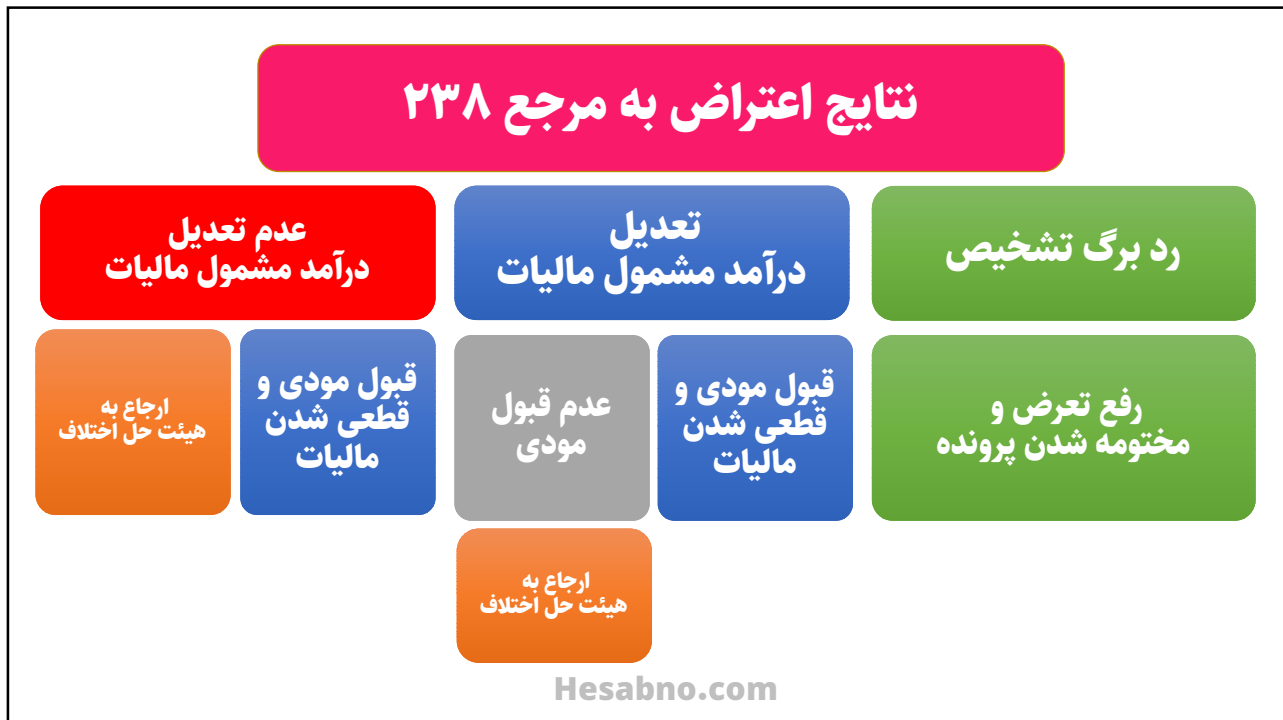 نتایج اعتراض به مرجع ۲۳۸
رد برگ تشخیص
تعدیل
درآمد مشمول مالیات
عدم تعدیل
درآمد مشمول مالیات
رفع تعرض و
مختومه شدن پرونده
قبول مودی و
قطعی شدن
مالیات
عدم قبول
مودی
ارجاع به
هیئت حل اختلاف
قبول مودی و
قطعی شدن
مالیات
ارجاع به
هیئت حل اختلاف
Hesabno.com